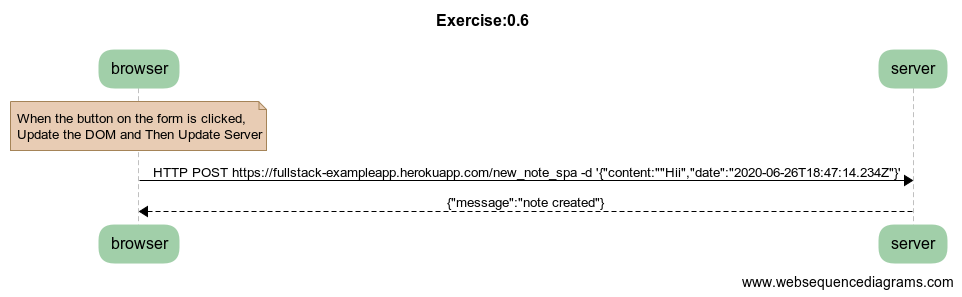 Exercise:0.6
browser
server
When the button on the form is clicked,
Update the DOM and Then Update Server
HTTP POST https://fullstack-exampleapp.herokuapp.com/new_note_spa -d '{"content:""Hii","date":"2020-06-26T18:47:14.234Z"}'
{"message":"note created"}
browser
server
www.websequencediagrams.com